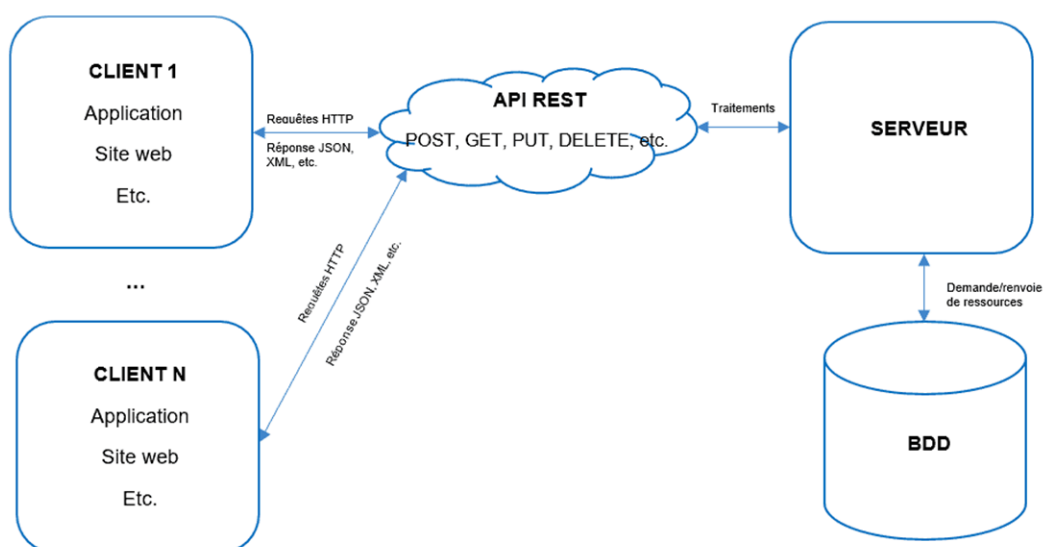 CLIENT 1
Application
Site web
Etc.
Requêtes HTTP
Réponse JSON,
XML, etc.
API REST
POST, GET, PUT, DELETE, etc.
Traitements
SERVEUR
...
Requêtes HTTP
Réponse JSON, XML, etc.
Demande/renvoie
de ressources
CLIENT N
Application
Site web
Etc.
BDD